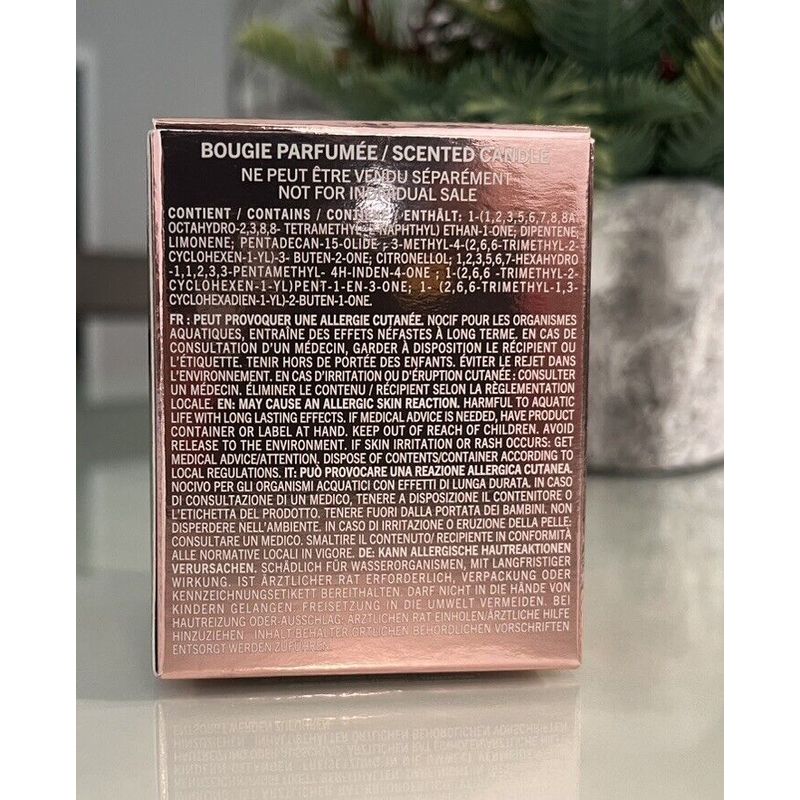 BOUGIE PARFUMÉE / SCENTED CANDLE
NE PEUT ÊTRE VENDU SÉPARÉMENT
NOT FOR INDIVIDUAL SALE
CONTIENT / CONTAINS / ENTHÄLT: 1-(1,2,3,5,6,7,8,8A-
OCTAHYDRO-2,3,8,8- TETRAMETHYL-2-NAPHTHYL) ETHAN-1-ONE; DIPENTENE;
LIMONENE; PENTADECAN-15-OLIDE ; 3-METHYL-4-(2,6,6-TRIMETHYL-2-
CYCLOHEXEN-1-YL)-3- BUTEN-2-ONE; CITRONELLOL; 1,2,3,5,6,7-HEXAHYDRO
-1,1,2,3,3-PENTAMETHYL- 4H-INDEN-4-ONE ; 1-(2,6,6 -TRIMETHYL-2-
CYCLOHEXEN-1-YL)PENT-1-EN-3-ONE; 1- (2,6,6-TRIMETHYL-1,3-
CYCLOHEXADIEN-1-YL)-2-BUTEN-1-ONE.
FR : PEUT PROVOQUER UNE ALLERGIE CUTANÉE. NOCIF POUR LES ORGANISMES
AQUATIQUES, ENTRAÎNE DES EFFETS NÉFASTES À LONG TERME. EN CAS DE
CONSULTATION D'UN MÉDECIN, GARDER À DISPOSITION LE RÉCIPIENT OU
L'ÉTIQUETTE. TENIR HORS DE PORTÉE DES ENFANTS. ÉVITER LE REJET DANS
L'ENVIRONNEMENT. EN CAS D'IRRITATION OU D'ÉRUPTION CUTANÉE : CONSULTER
UN MÉDECIN. ÉLIMINER LE CONTENU / RÉCIPIENT SELON LA RÈGLEMENTATION
LOCALE. EN: MAY CAUSE AN ALLERGIC SKIN REACTION. HARMFUL TO AQUATIC
LIFE WITH LONG LASTING EFFECTS. IF MEDICAL ADVICE IS NEEDED, HAVE PRODUCT
CONTAINER OR LABEL AT HAND. KEEP OUT OF REACH OF CHILDREN. AVOID
RELEASE TO THE ENVIRONMENT. IF SKIN IRRITATION OR RASH OCCURS: GET
MEDICAL ADVICE/ATTENTION. DISPOSE OF CONTENTS/CONTAINER ACCORDING TO
LOCAL REGULATIONS. IT: PUÒ PROVOCARE UNA REAZIONE ALLERGICA CUTANEA.
NOCIVO PER GLI ORGANISMI ACQUATICI CON EFFETTI DI LUNGA DURATA. IN CASO
DI CONSULTAZIONE DI UN MEDICO, TENERE A DISPOSIZIONE IL CONTENITORE O
L'ETICHETTA DEL PRODOTTO. TENERE FUORI DALLA PORTATA DEI BAMBINI. NON
DISPERDERE NELL'AMBIENTE. IN CASO DI IRRITAZIONE O ERUZIONE DELLA PELLE:
CONSULTARE UN MEDICO. SMALTIRE IL CONTENUTO/ RECIPIENTE IN CONFORMITÀ
ALLE NORMATIVE LOCALI IN VIGORE. DE: KANN ALLERGISCHE HAUTREAKTIONEN
VERURSACHEN. SCHÄDLICH FÜR WASSERORGANISMEN, MIT LANGFRISTIGER
WIRKUNG. IST ÄRZTLICHER RAT ERFORDERLICH, VERPACKUNG ODER
KENNZEICHNUNGSETIKETT BEREITHALTEN. DARF NICHT IN DIE HÄNDE VON
KINDERN GELANGEN. FREISETZUNG IN DIE UMWELT VERMEIDEN. BEI
HAUTREIZUNG ODER-AUSSCHLAG: ÄRZTLICHEN RAT EINHOLEN/ÄRZTLICHE HILFE
HINZUZIEHEN. INHALT BEHÄLTER ÖRTLICHEN BEHÖRDLICHEN VORSCHRIFTEN
ENTSORGT WERDEN ZUFÜHREN.